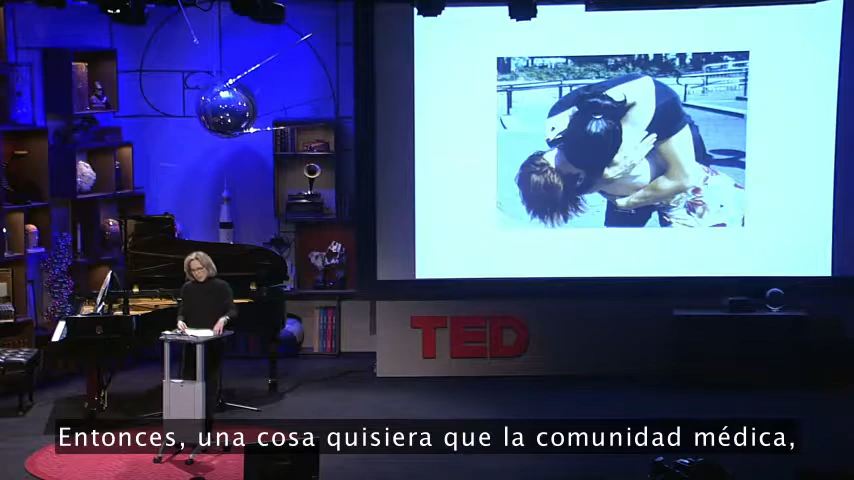 TED
Entonces, una cosa quisiera que la comunidad médica,